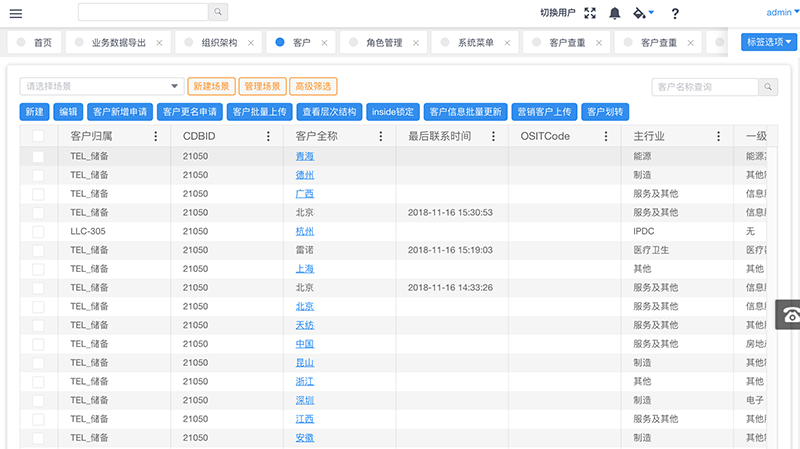 切换用户 ? admin
首页 业务数据导出 组织架构 客户 角色管理 系统菜单 客户查重 客户查重 标签选项
请选择场景 新建场景 管理场景 高级筛选 客户名称查询
新建 编辑 客户新增申请 客户更名申请 客户批量上传 查看层次结构 inside锁定 客户信息批量更新 营销客户上传 客户划转
客户归属 CDBID 客户全称 最后联系时间 OSITCode 主行业 一级
TEL_储备 21050 青海 能源 能源
TEL_储备 21050 德州 制造 其他
TEL_储备 21050 广西 服务及其他 信息
TEL_储备 21050 北京 2018-11-16 15:30:53 服务及其他 信息
LLC-305 21050 杭州 IPDC 无
TEL_储备 21050 雷诺 2018-11-16 15:19:03 医疗卫生 医疗
TEL_储备 21050 上海 其他 其他
TEL_储备 21050 北京 2018-11-16 14:33:26 服务及其他 信息
TEL_储备 21050 北京 服务及其他 信息
TEL_储备 21050 天纺 服务及其他 其他
TEL_储备 21050 中国 服务及其他 房地
TEL_储备 21050 昆山 制造 其他
TEL_储备 21050 浙江 其他 其他
TEL_储备 21050 深圳 制造 电子
TEL_储备 21050 江西 服务及其他 其他
TEL_储备 21050 安徽 制造 其他